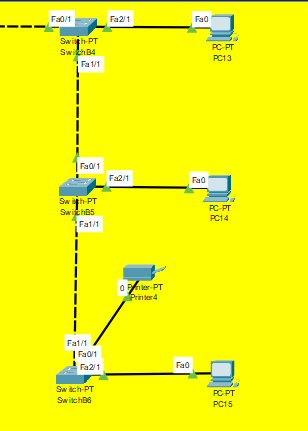 Fa0/1 Fa2/1 Fa0
Switch-PT
SwitchB4
PC-PT
PC13
Fa1/1
Fa0/1
Fa2/1 Fa0
Switch-PT
SwitchB5
PC-PT
PC14
Fa1/1
0 Printer-PT
Printer4
Fa1/1
Fa0/1
Fa2/1 Fa0
Switch-PT
SwitchB6
PC-PT
PC15